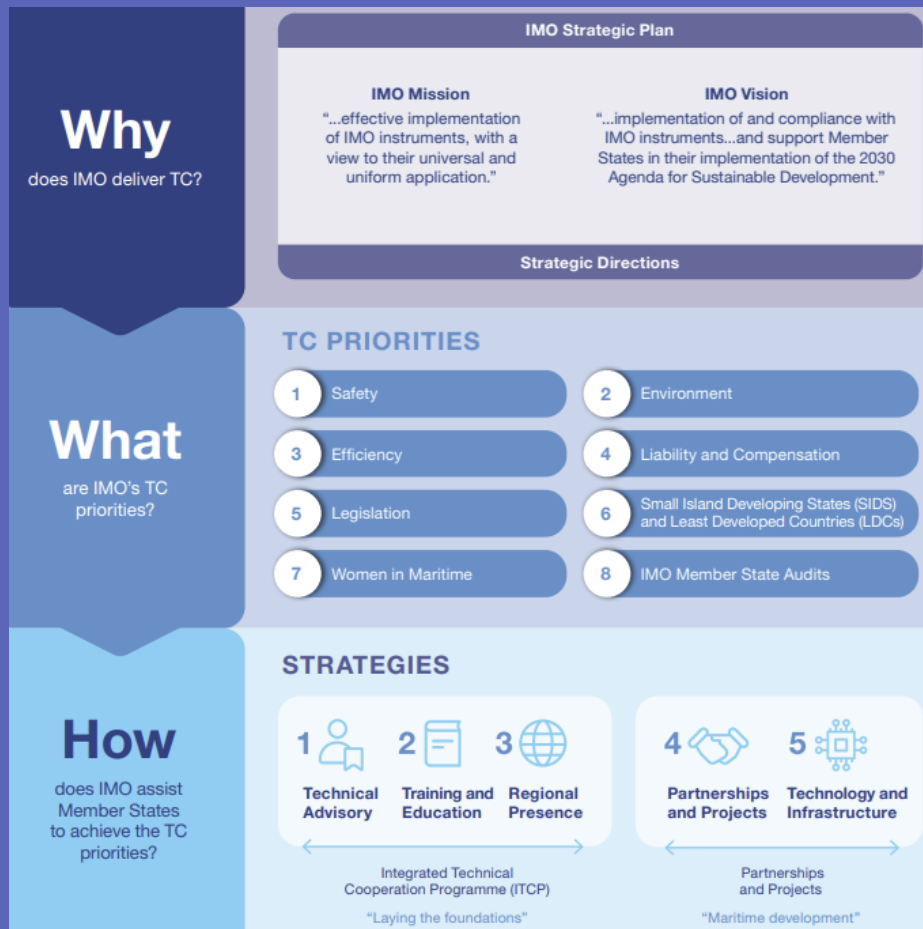 Why
does IMO deliver TC?
IMO Strategic Plan
IMO Mission
“...effective implementation
of IMO instruments, with a
view to their universal and
uniform application.”
IMO Vision
“...implementation of and compliance with
IMO instruments...and support Member
States in their implementation of the 2030
Agenda for Sustainable Development.”
Strategic Directions
What
are IMO’s TC
priorities?
TC PRIORITIES
1 Safety
2 Environment
3 Efficiency
4 Liability and Compensation
5 Legislation
6 Small Island Developing States (SIDS)
and Least Developed Countries (LDCs)
7 Women in Maritime
8 IMO Member State Audits
How
does IMO assist
Member States
to achieve the TC
priorities?
STRATEGIES
1
Technical
Advisory
2
Training and
Education
3
Regional
Presence
Integrated Technical
Cooperation Programme (ITCP)
“Laying the foundations”
4
Partnerships
and Projects
5
Technology and
Infrastructure
Partnerships
and Projects
“Maritime development”